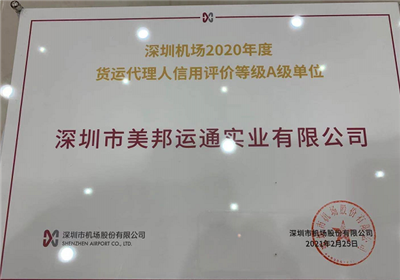 深圳机场2020年度
货运代理人信用评价等级A级单位
深圳市美邦运通实业有限公司
深圳市机场股份有限公司
SHENZHEN AIRPORT CO., LTD.
深圳市机场股份有限公司
2021年2月25日